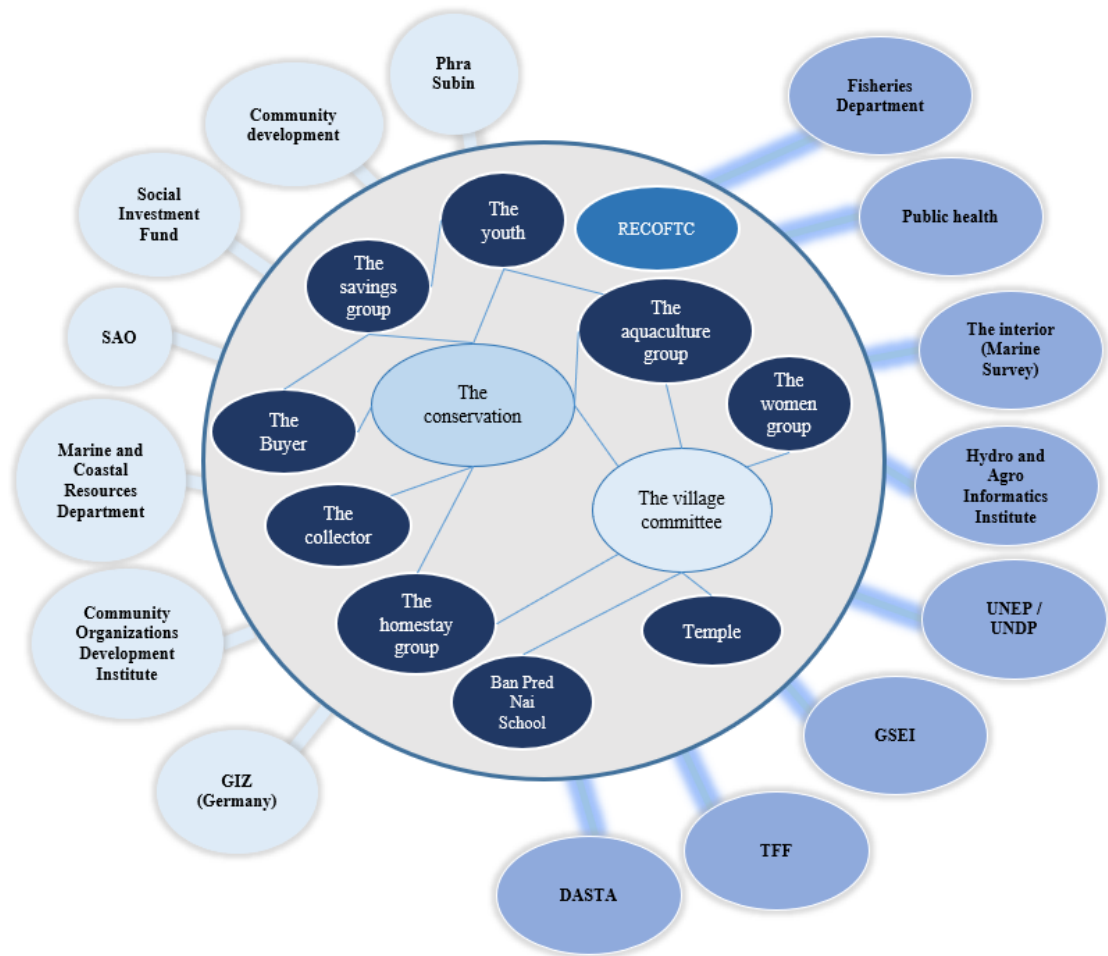 Phra
Subin
Community
development
Social
Investment
Fund
SAO
Marine and
Coastal
Resources
Department
Community
Organizations
Development
Institute
GIZ
(Germany)
Fisheries
Department
Public health
The interior
(Marine
Survey)
Hydro and
Agro
Informatics
Institute
UNEP /
UNDP
GSEI
TFF
DASTA
The
youth
RECOFTC
The
savings
group
The
aquaculture
group
The
conservation
The
women
group
The
Buyer
The village
committee
The
collector
The
homestay
group
Temple
Ban Pred
Nai
School